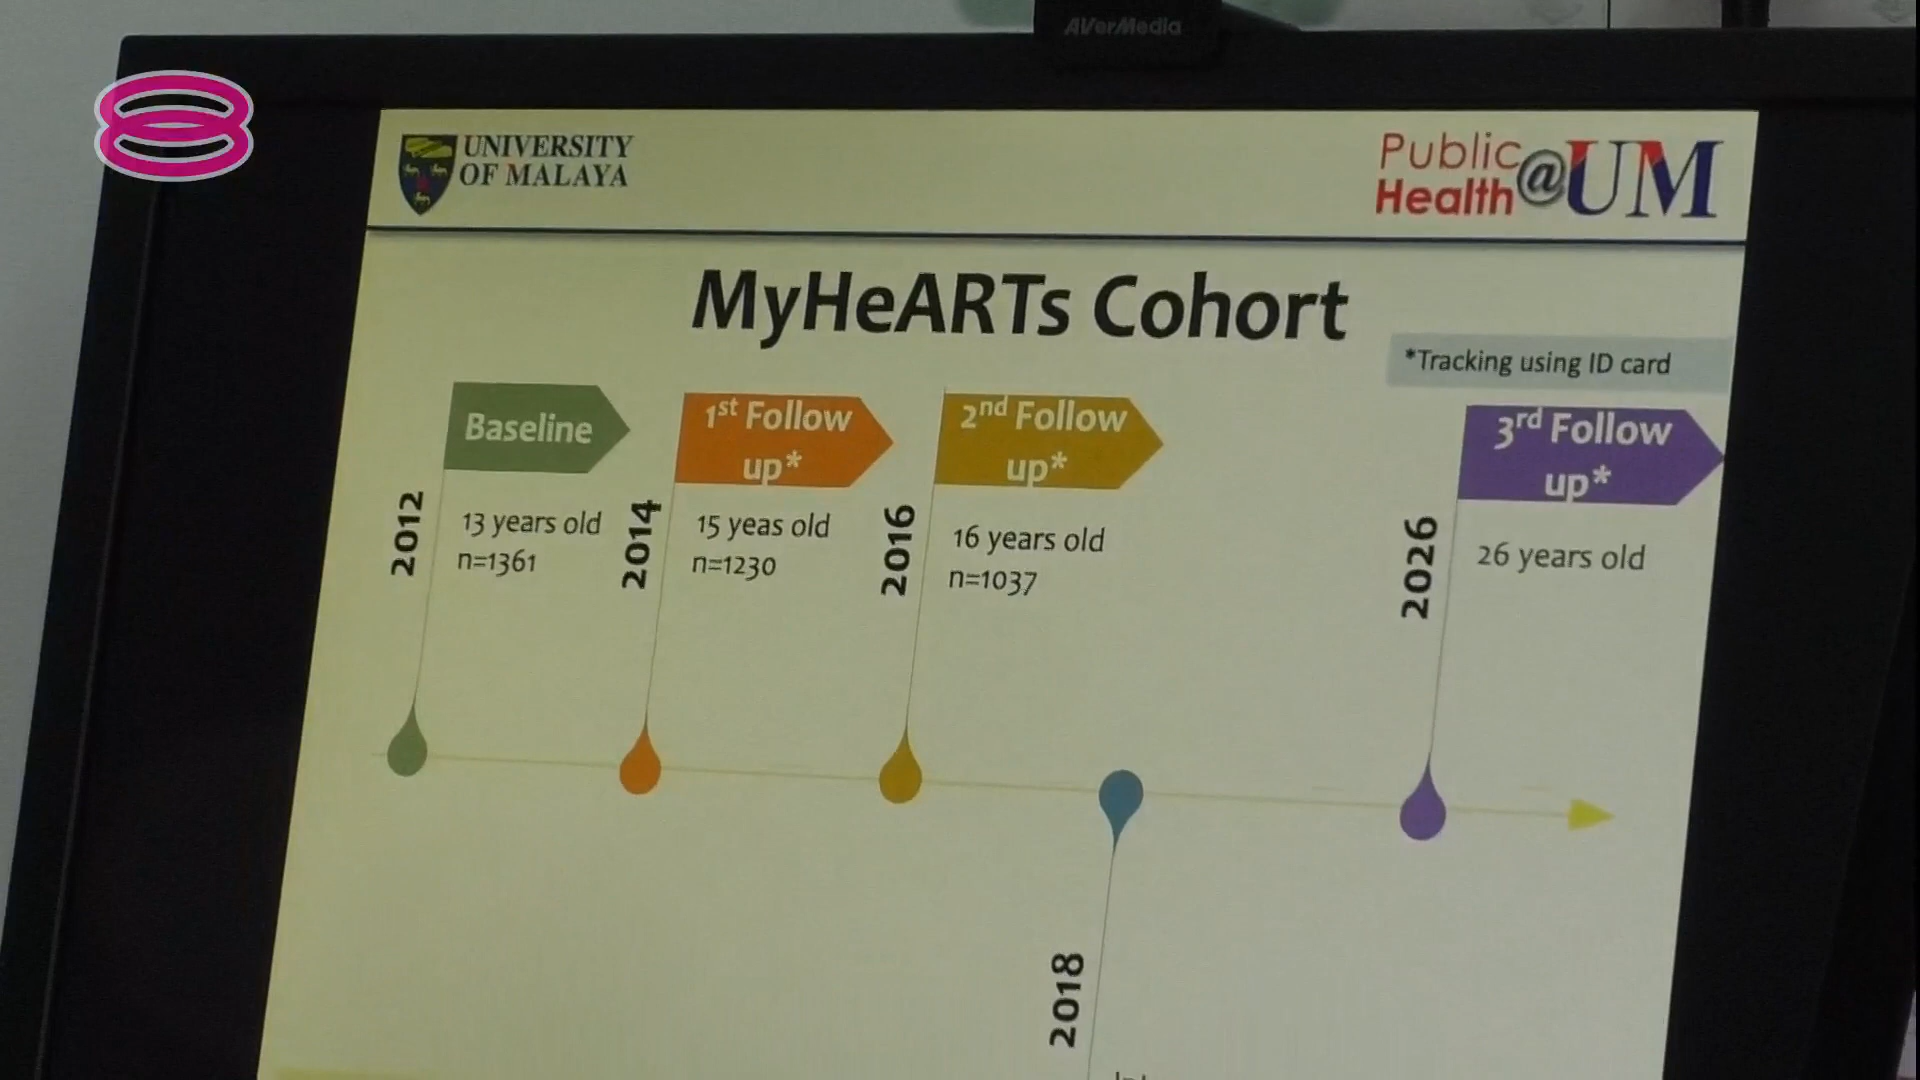 AVerMedia
UNIVERSITY
OF MALAYA
Public
Health@UM
MyHeARTs Cohort
*Tracking using ID card
Baseline
2012
13 years old
n=1361
1st Follow
up*
2014
15 yeas old
n=1230
2nd Follow
up*
2016
16 years old
n=1037
3rd Follow
up*
2026
26 years old
2018